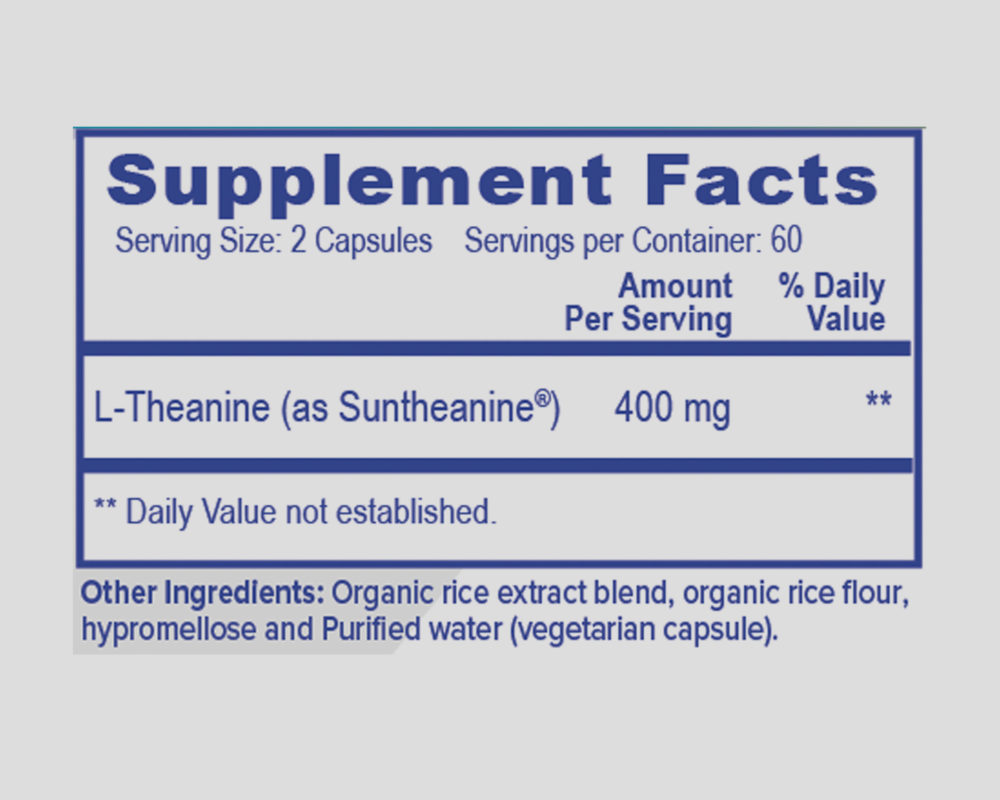 Supplement Facts
Serving Size: 2 Capsules Servings per Container: 60
Amount % Daily
Per Serving Value
L-Theanine (as Suntheanine®) 400 mg **
** Daily Value not established.
Other Ingredients: Organic rice extract blend, organic rice flour,
hypromellose and Purified water (vegetarian capsule).